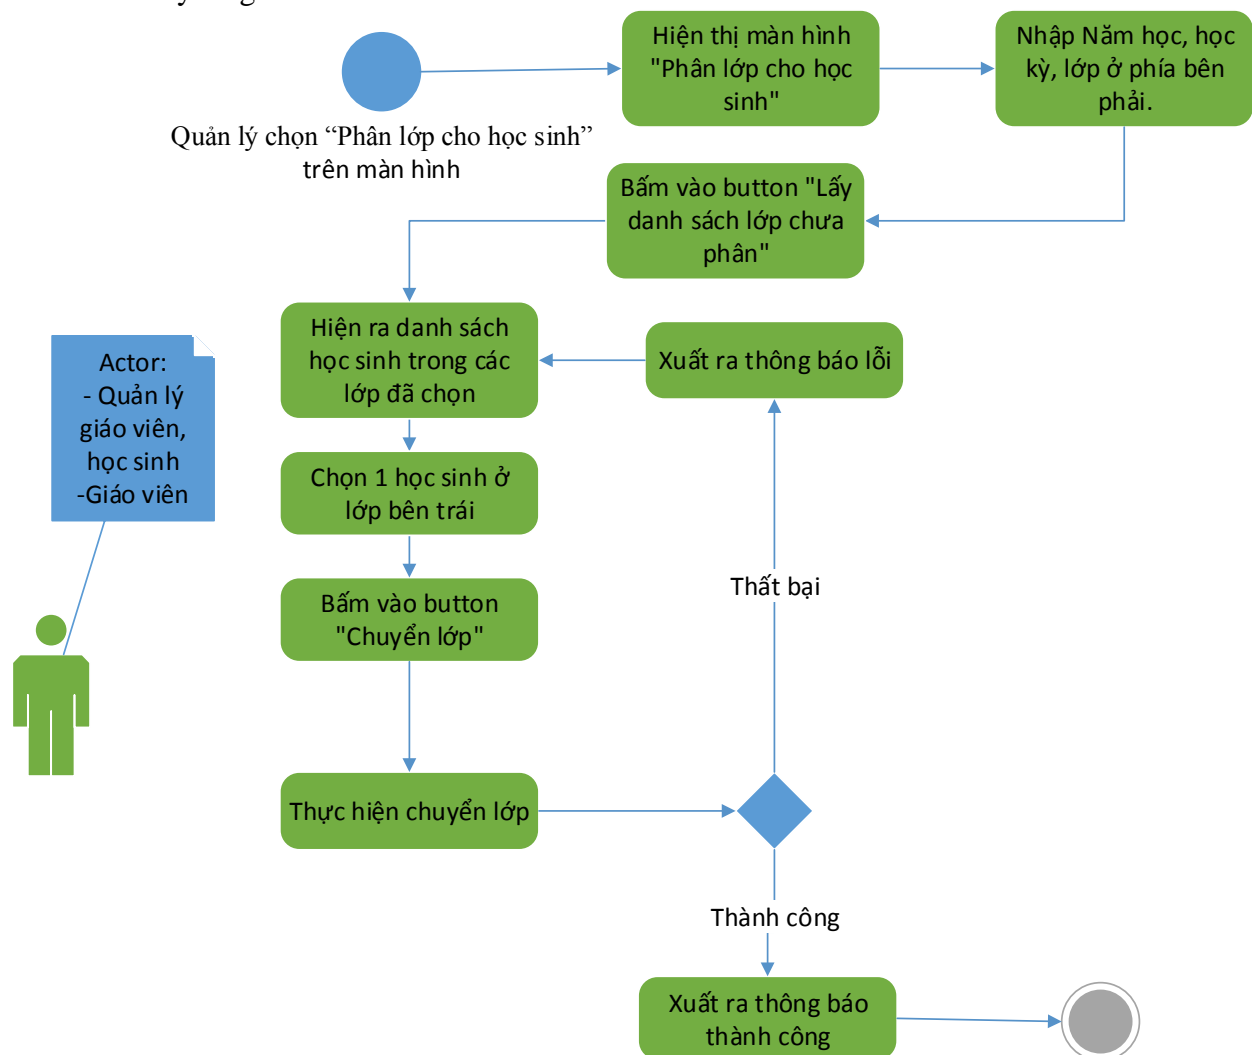 Hiện thị màn hình
"Phân lớp cho học
sinh"
Nhập Năm học, học
kỳ, lớp ở phía bên
phải.
Quản lý chọn “Phân lớp cho học sinh”
trên màn hình
Bấm vào button "Lấy
danh sách lớp chưa
phân"
Hiện ra danh sách
học sinh trong các
lớp đã chọn
Xuất ra thông báo lỗi
Actor:
- Quản lý
giáo viên,
học sinh
-Giáo viên
Chọn 1 học sinh ở
lớp bên trái
Bấm vào button
"Chuyển lớp"
Thất bại
Thực hiện chuyển lớp
Thành công
Xuất ra thông báo
thành công